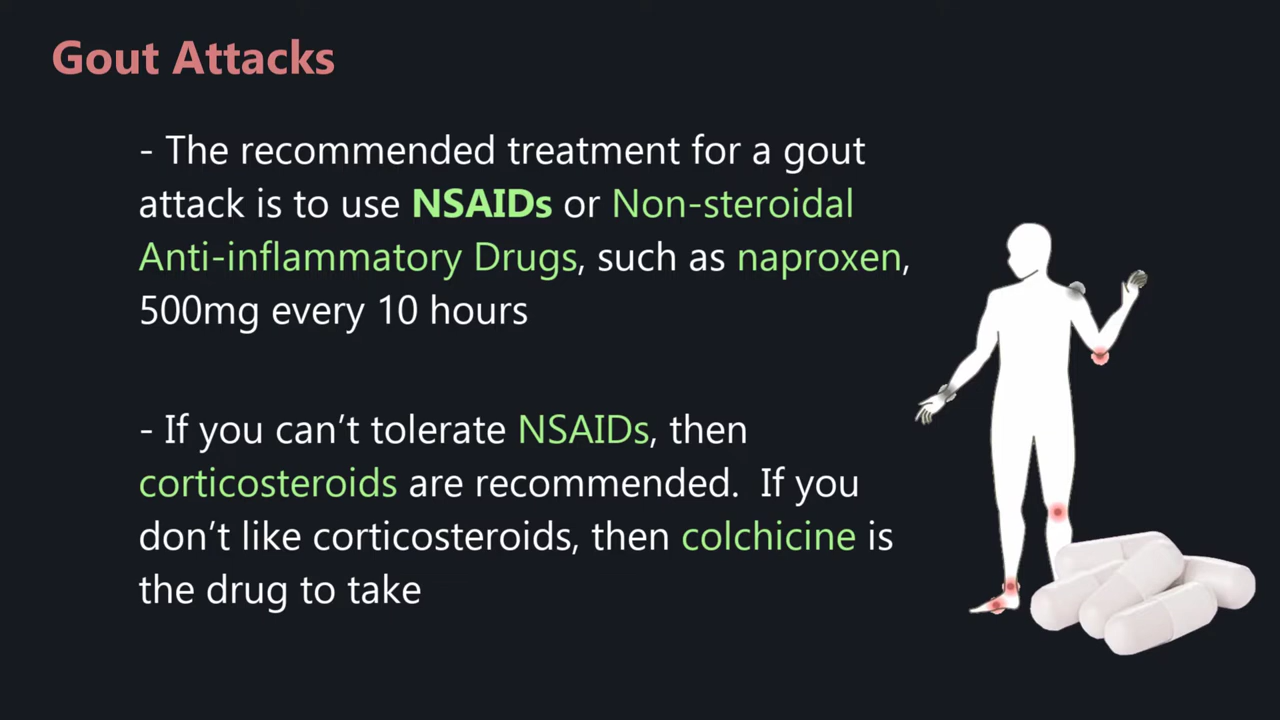 Gout Attacks
- The recommended treatment for a gout
attack is to use NSAIDs or Non-steroidal
Anti-inflammatory Drugs, such as naproxen,
500mg every 10 hours
- If you can’t tolerate NSAIDs, then
corticosteroids are recommended.  If you
don’t like corticosteroids, then colchicine is
the drug to take